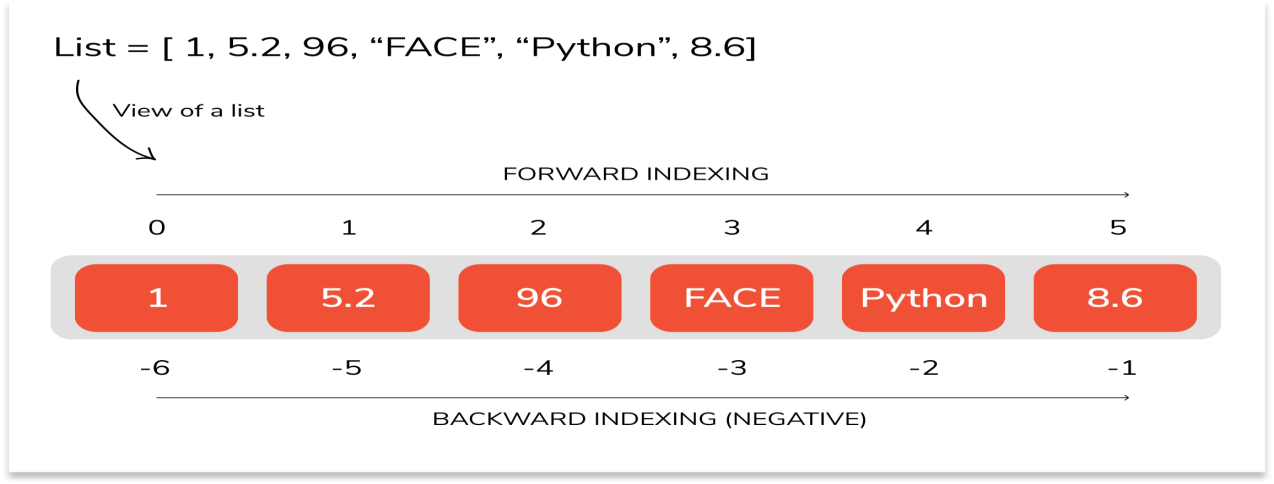 List = [ 1, 5.2, 96, “FACE”, “Python”, 8.6]
View of a list
FORWARD INDEXING
0 1 2 3 4 5
1 5.2 96 FACE Python 8.6
-6 -5 -4 -3 -2 -1
BACKWARD INDEXING (NEGATIVE)